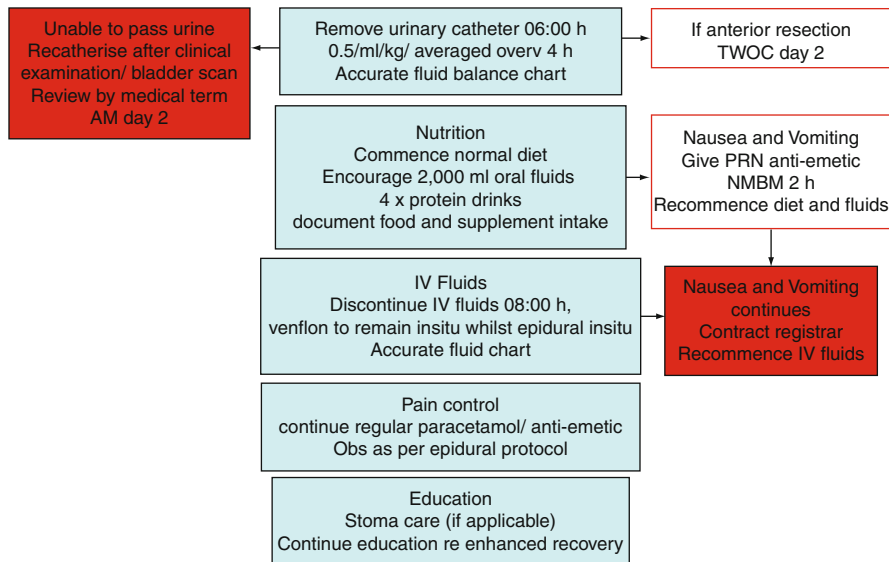 Unable to pass urine
Recatherise after clinical
examination/ bladder scan
Review by medical term
AM day 2
Remove urinary catheter 06:00 h
0.5/ml/kg/ averaged overv 4 h
Accurate fluid balance chart
If anterior resection
TWOC day 2
Nutrition
Commence normal diet
Encourage 2,000 ml oral fluids
4 x protein drinks
document food and supplement intake
Nausea and Vomiting
Give PRN anti-emetic
NMBM 2 h
Recommence diet and fluids
IV Fluids
Discontinue IV fluids 08:00 h,
venflon to remain insitu whilst epidural insitu
Accurate fluid chart
Nausea and Vomiting
continues
Contract registrar
Recommence IV fluids
Pain control
continue regular paracetamol/ anti-emetic
Obs as per epidural protocol
Education
Stoma care (if applicable)
Continue education re enhanced recovery